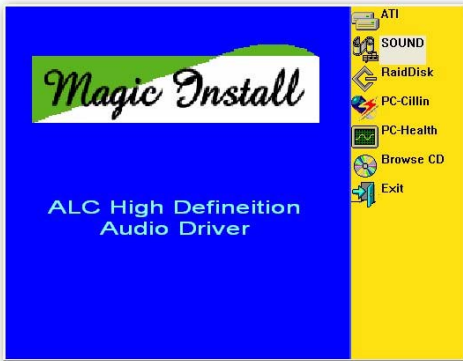 Magic Install
ALC High Defineition
Audio Driver
ATI
SOUND
RaidDisk
PC-Cillin
PC-Health
Browse CD
Exit